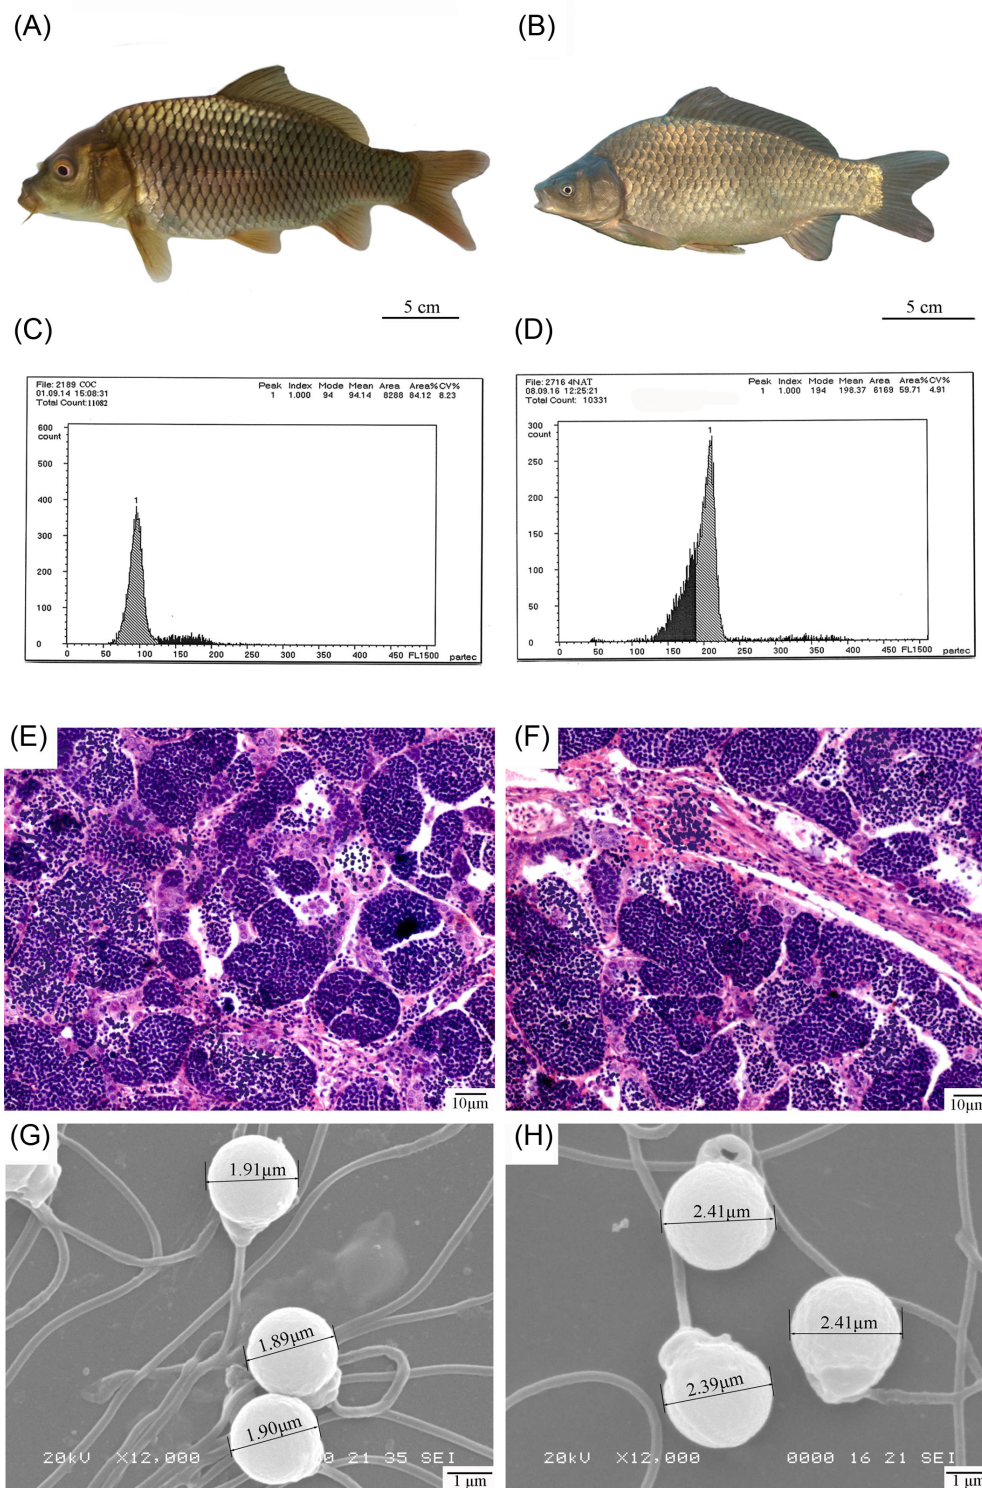 (A)
(B)
5 cm
5 cm
(C)
(D)
File: 2189 COC
01.09.14 15:08:31
Total Count:11082
Peak Index Mode Mean Area Area% CV%
1 1.000 94 94.14 8288 84.12 8.23
600
count
500
400
300
200
100
0
1
0 50 100 150 200 250 300 350 400 450 FL1500 partec
File: 2716 4NAT
08.09.16 12:25:21
Total Count: 10331
Peak Index Mode Mean Area Area% CV%
1 1.000 194 198.37 6169 59.71 4.91
300
count
250
200
150
100
50
0
1
0 50 100 150 200 250 300 350 400 450 FL1500 partec
(E)
(F)
10μm
10μm
(G)
(H)
1.91μm
1.89μm
1.90μm
20kV X12,000 21 35 SEI
1 μm
2.41μm
2.41μm
2.39μm
20kV X12,000 0000 16 21 SEI
1 μm